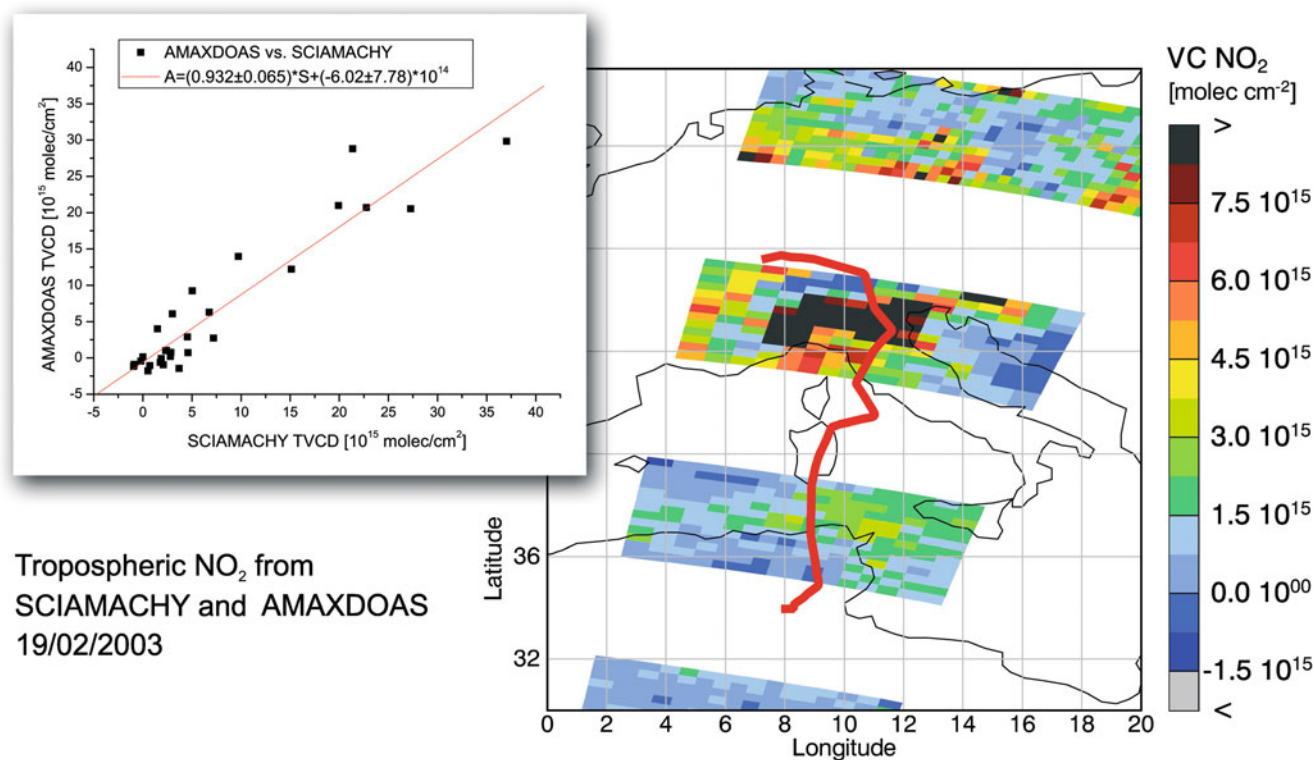 AMAXDOAS vs. SCIAMACHY
A=(0.932±0.065)*S+(-6.02±7.78)*10¹⁴
AMAXDOAS TVCD [10¹⁵ molec/cm²]
40
35
30
25
20
15
10
5
0
-5
-5 0 5 10 15 20 25 30 35 40
SCIAMACHY TVCD [10¹⁵ molec/cm²]
Tropospheric NO₂ from
SCIAMACHY and AMAXDOAS
19/02/2003
Latitude
36
32
0 2 4 6 8 10 12 14 16 18 20
Longitude
VC NO₂
[molec cm⁻²]
>
7.5 10¹⁵
6.0 10¹⁵
4.5 10¹⁵
3.0 10¹⁵
1.5 10¹⁵
0.0 10⁰⁰
-1.5 10¹⁵
<